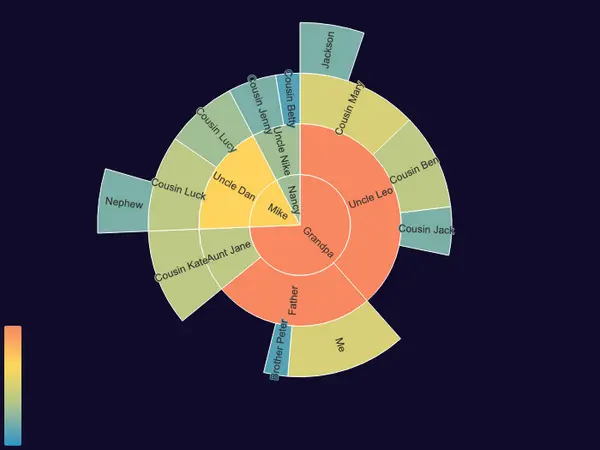 Jackson
Cousin Mary
Cousin Betty
Cousin Jenny
Cousin Lucy
Uncle Nike
Cousin Ben
Uncle Dan
Cousin Luck
Uncle Leo
Nancy
Nephew
Mike
Cousin Jack
Grandpa
Aunt Jane
Cousin Kate
Father
Me
Brother Peter